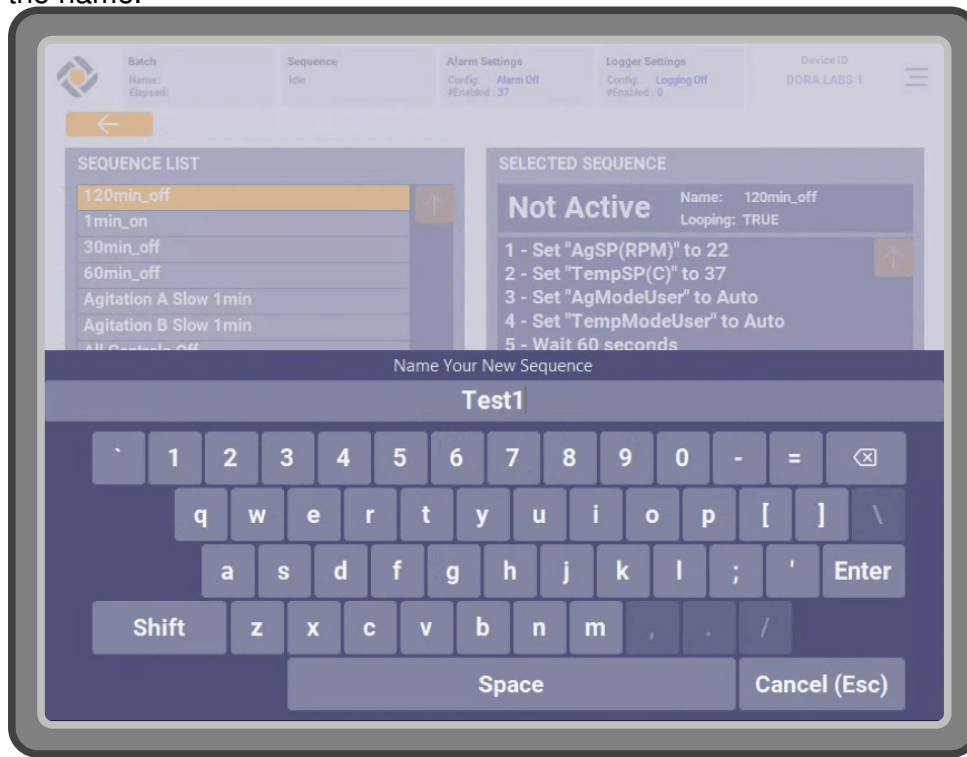 the name.
Batch
Name:
Elapsed:
Sequence
Idle
Alarm Settings
Config: Alarm Off
#Enabled : 37
Logger Settings
Config: Logging Off
#Enabled : 0
Device ID
DORA LABS 1
SEQUENCE LIST
120min_off
1min_on
30min_off
60min_off
Agitation A Slow 1min
Agitation B Slow 1min
All Controls Off
SELECTED SEQUENCE
Not Active
Name: 120min_off
Looping: TRUE
1 - Set "AgSP(RPM)" to 22
2 - Set "TempSP(C)" to 37
3 - Set "AgModeUser" to Auto
4 - Set "TempModeUser" to Auto
5 - Wait 60 seconds
Name Your New Sequence
Test1
` 1 2 3 4 5 6 7 8 9 0 - =
q w e r t y u i o p [ ] \
a s d f g h j k l ; ' Enter
Shift z x c v b n m , . /
Space Cancel (Esc)